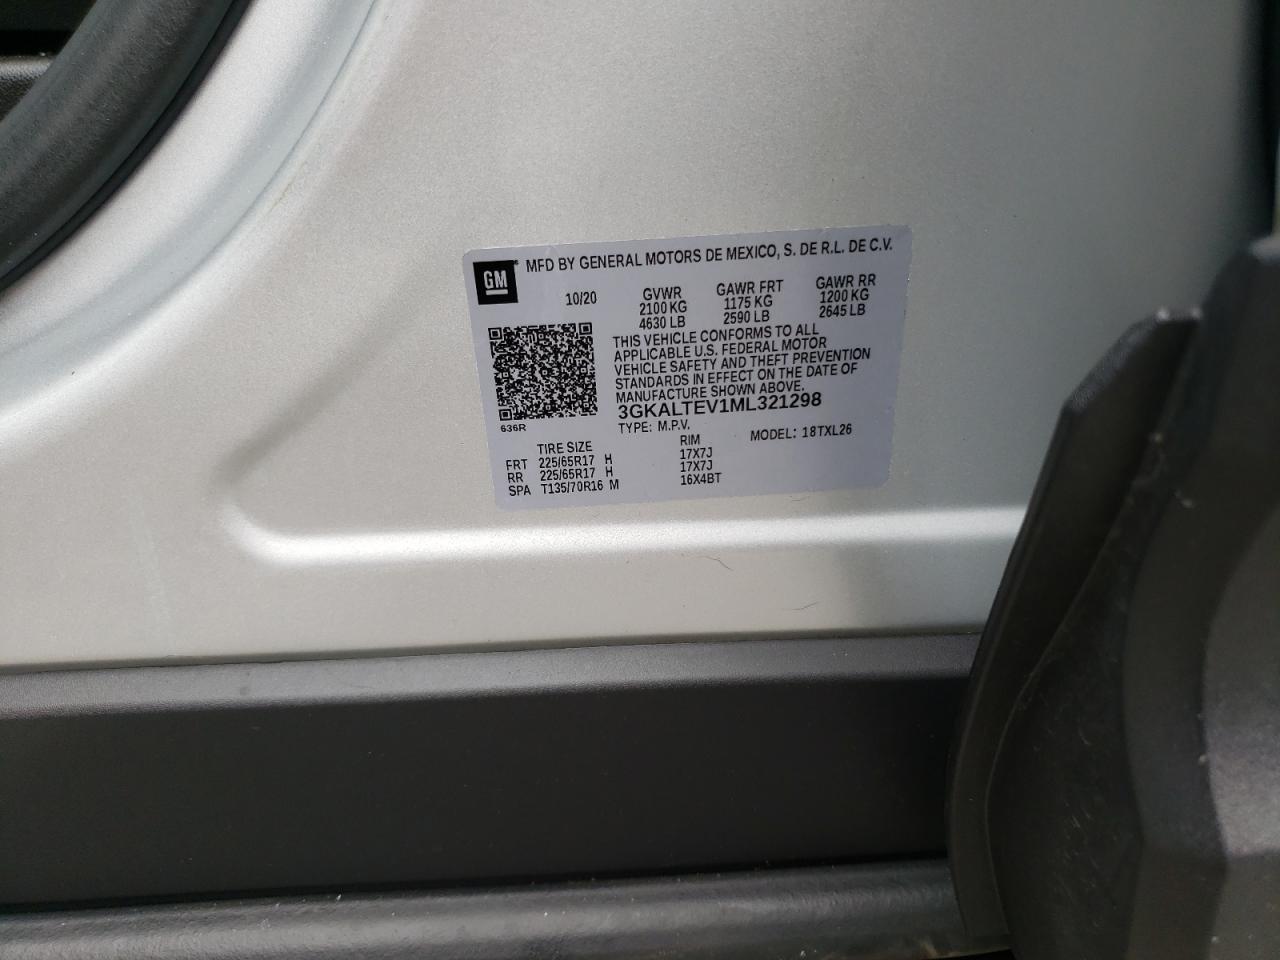 GM MFD BY GENERAL MOTORS DE MEXICO, S. DE R.L. DE C.V.
10/20
GVWR GAWR FRT GAWR RR
2100 KG 1175 KG 1200 KG
4630 LB 2590 LB 2645 LB
THIS VEHICLE CONFORMS TO ALL
APPLICABLE U.S. FEDERAL MOTOR
VEHICLE SAFETY AND THEFT PREVENTION
STANDARDS IN EFFECT ON THE DATE OF
MANUFACTURE SHOWN ABOVE.
3GKALTEV1ML321298
636R
TYPE: M.P.V. MODEL: 18TXL26
TIRE SIZE RIM
FRT 225/65R17 H 17X7J
RR 225/65R17 H 17X7J
SPA T135/70R16 M 16X4BT